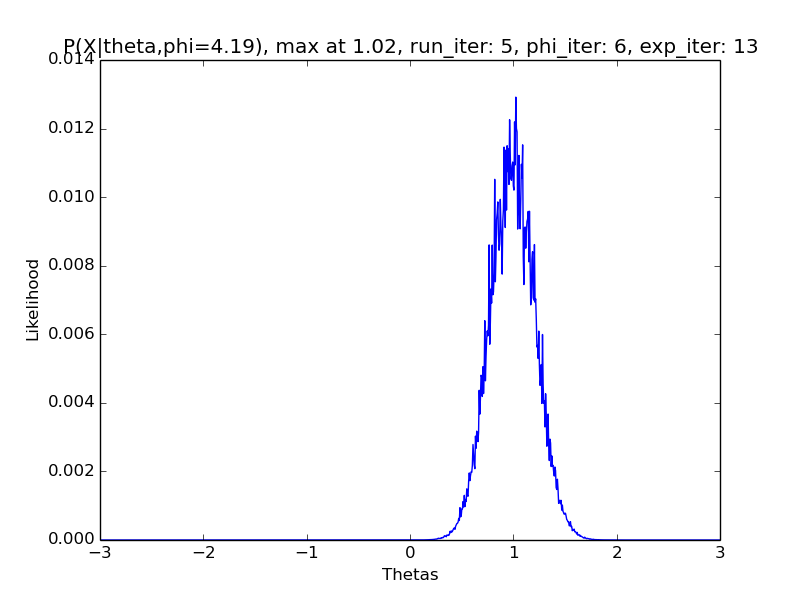 P(X|theta,phi=4.19), max at 1.02, run_iter: 5, phi_iter: 6, exp_iter: 13
0.014
0.012
0.010
0.008
0.006
0.004
0.002
0.000
Likelihood
−3 −2 −1 0 1 2 3
Thetas